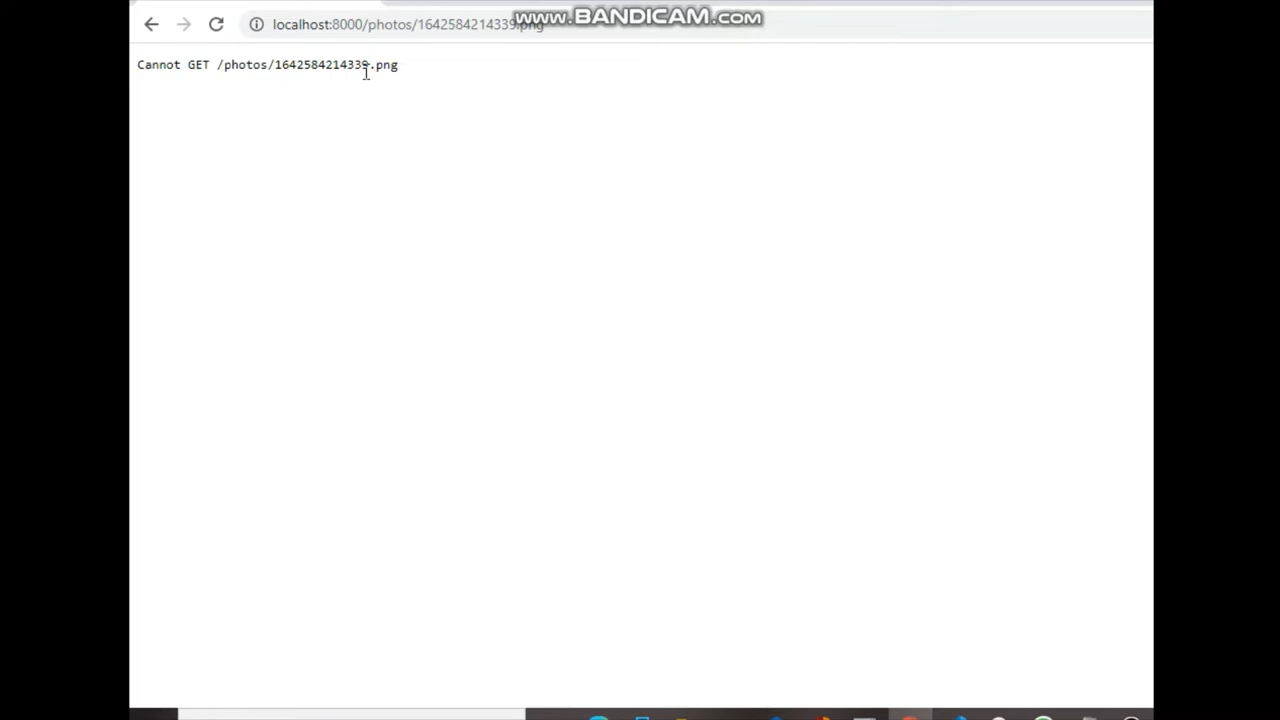 www.BANDICAM.com
localhost:8000/photos/1642584214339.png
Cannot GET /photos/1642584214339.png